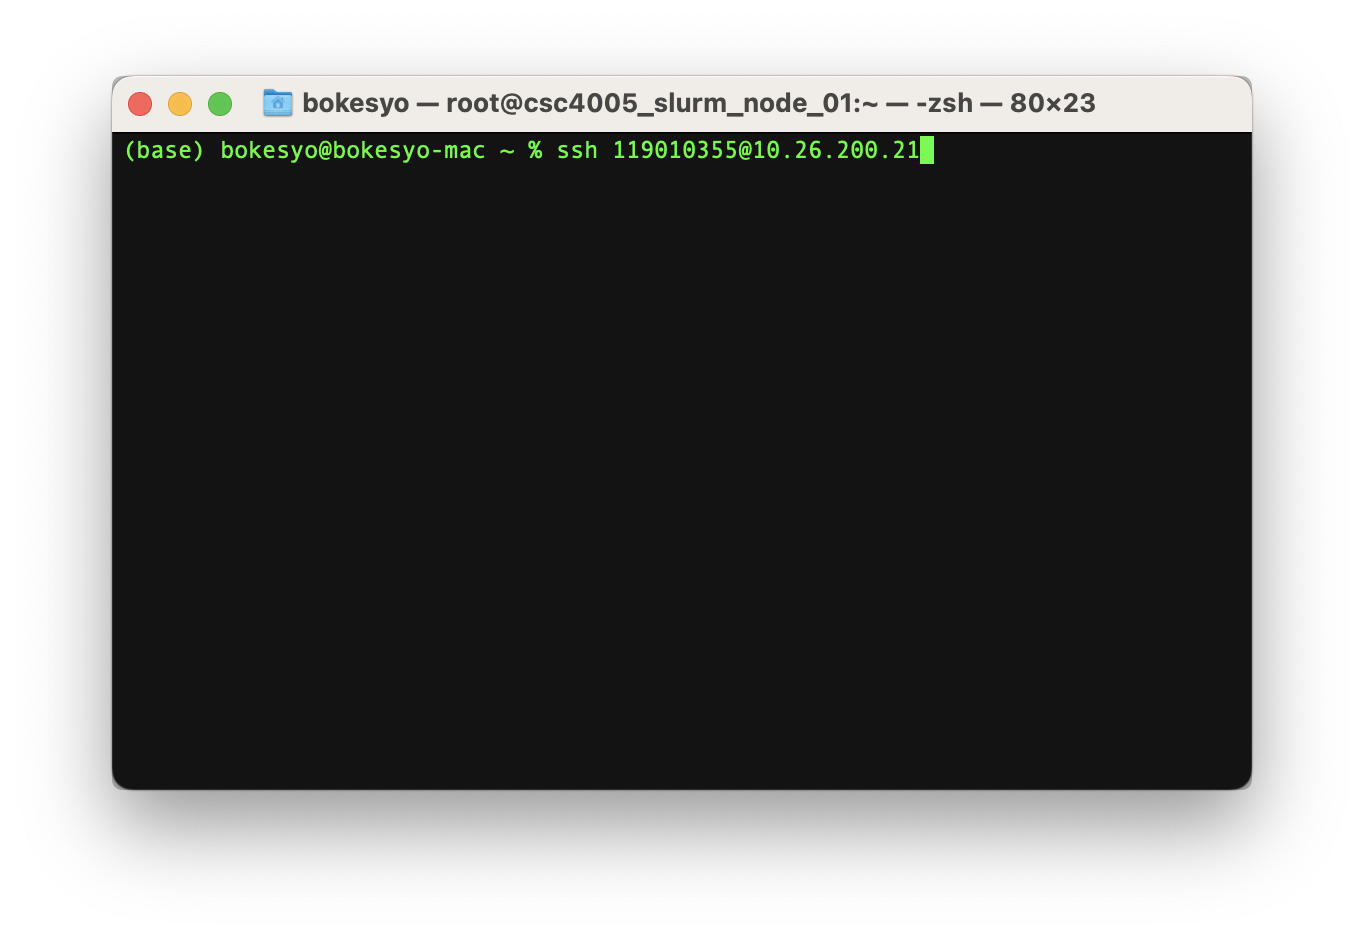 bokesyo — root@csc4005_slurm_node_01:~ — -zsh — 80×23
(base) bokesyo@bokesyo-mac ~ % ssh 119010355@10.26.200.21